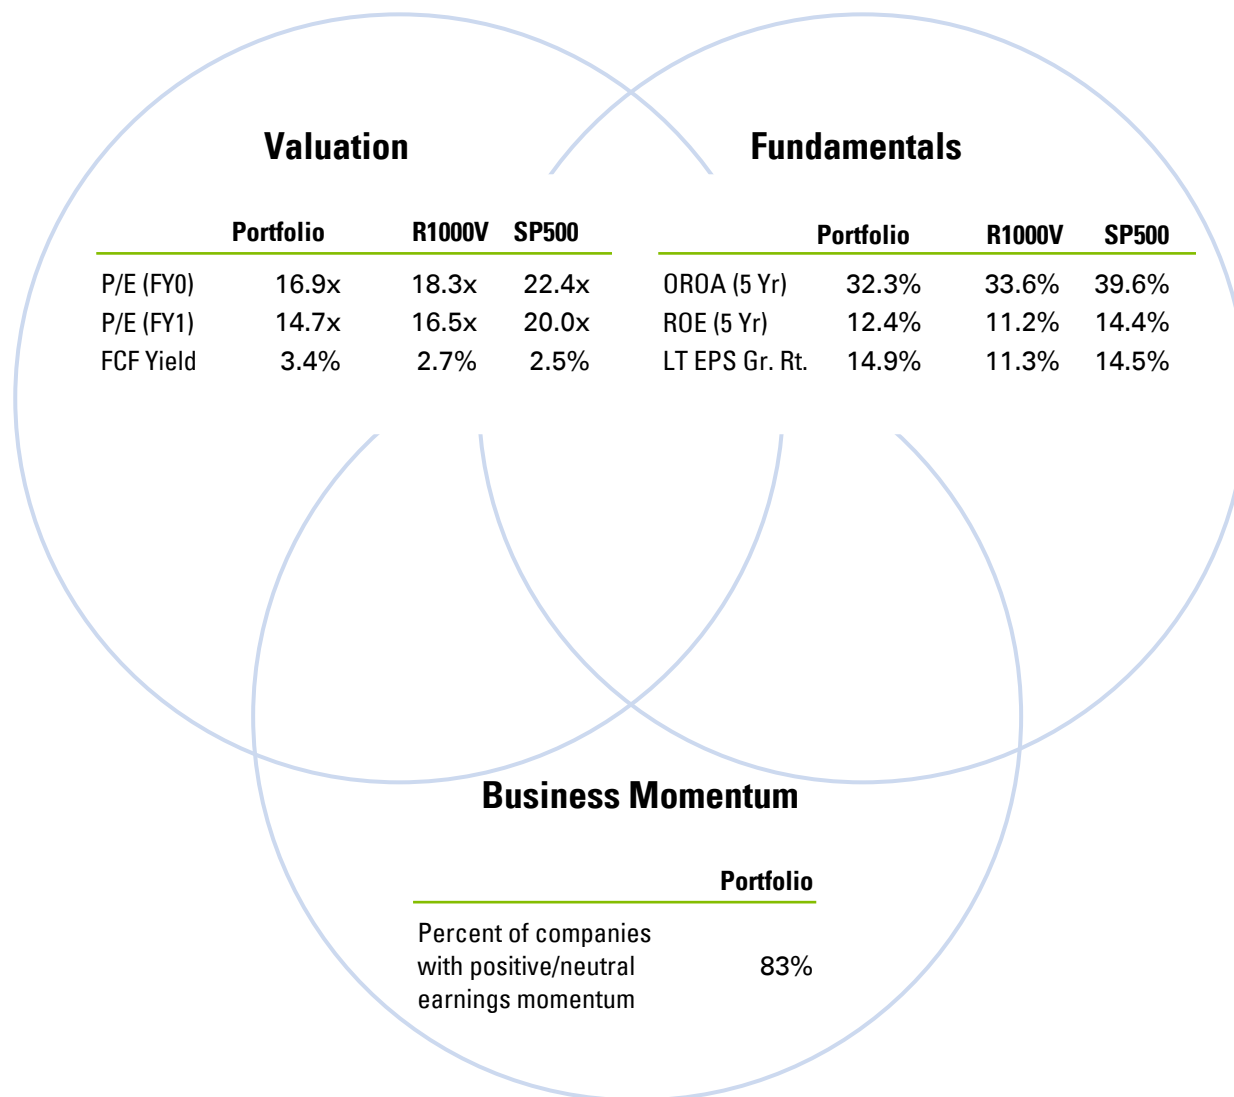 Valuation
Portfolio R1000V SP500
P/E (FY0) 16.9x 18.3x 22.4x
P/E (FY1) 14.7x 16.5x 20.0x
FCF Yield 3.4% 2.7% 2.5%
Fundamentals
Portfolio R1000V SP500
OROA (5 Yr) 32.3% 33.6% 39.6%
ROE (5 Yr) 12.4% 11.2% 14.4%
LT EPS Gr. Rt. 14.9% 11.3% 14.5%
Business Momentum
Portfolio
Percent of companies
with positive/neutral 83%
earnings momentum